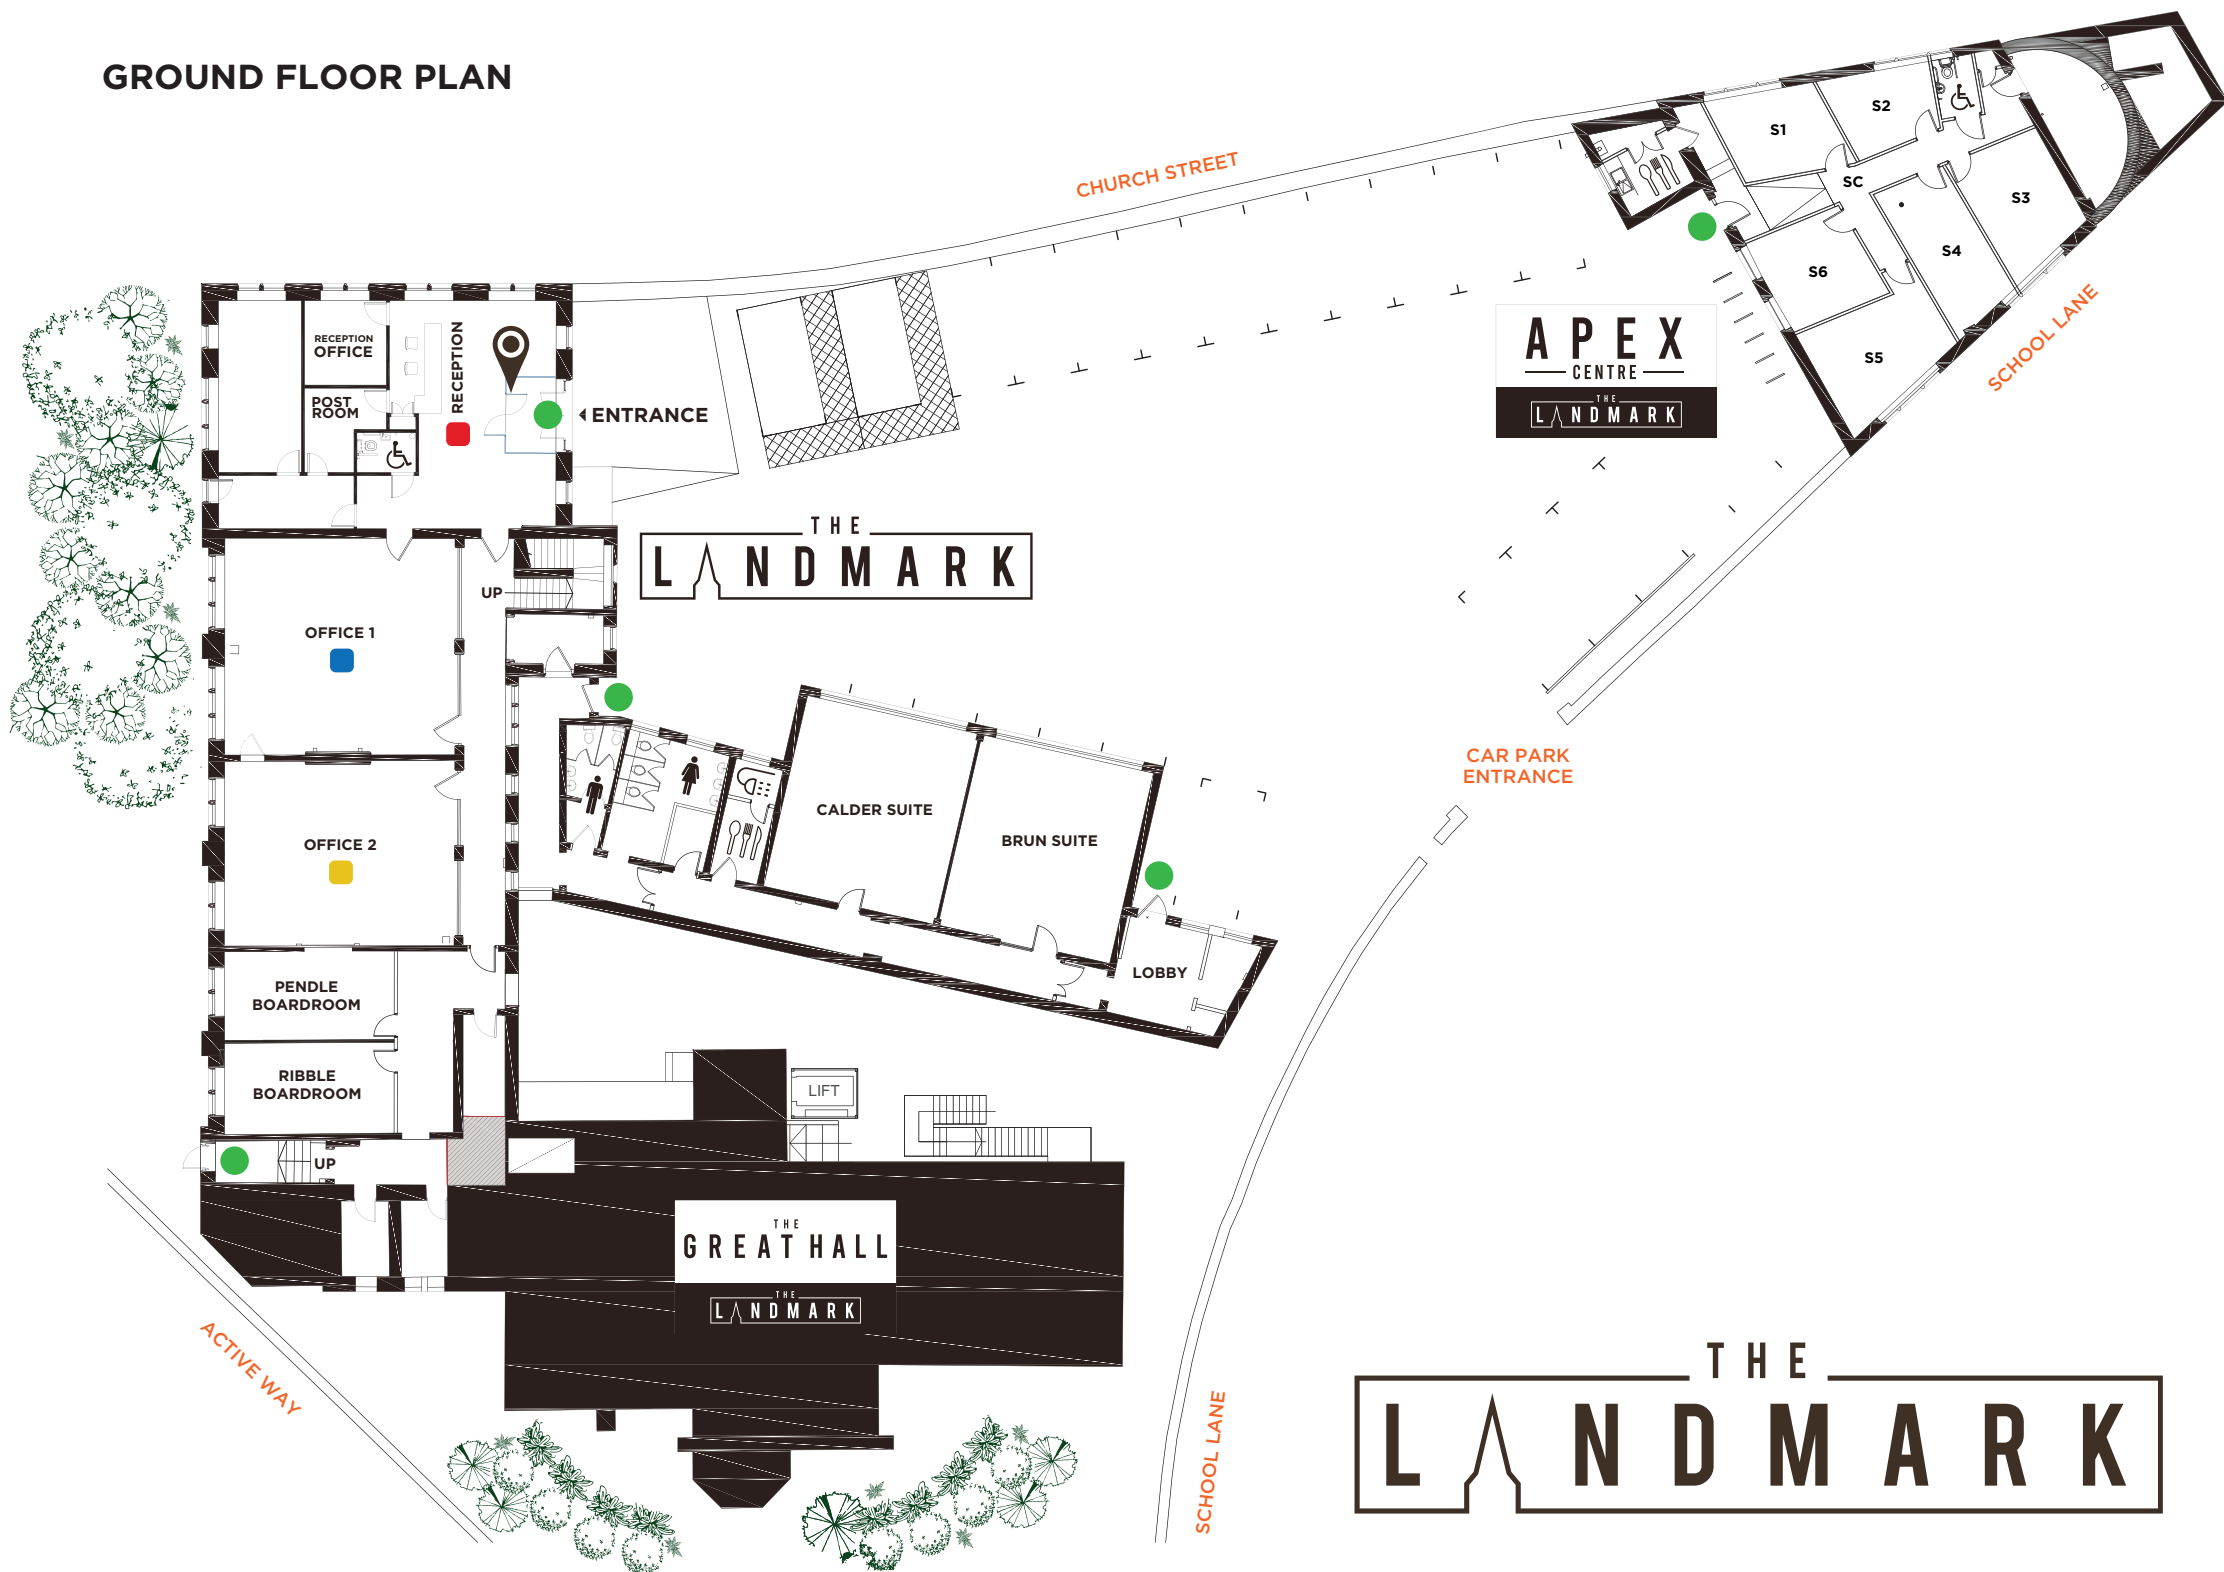 GROUND FLOOR PLAN
CHURCH STREET
S1
S2
SC
S3
S4
S6
S5
SCHOOL LANE
APEX
CENTRE
THE
LANDMARK
RECEPTION
OFFICE
POST
ROOM
RECEPTION
ENTRANCE
THE
LANDMARK
UP
OFFICE 1
OFFICE 2
CALDER SUITE
BRUN SUITE
LOBBY
CAR PARK
ENTRANCE
PENDLE
BOARDROOM
RIBBLE
BOARDROOM
LIFT
UP
THE
GREAT HALL
THE
LANDMARK
ACTIVE WAY
SCHOOL LANE
THE
LANDMARK